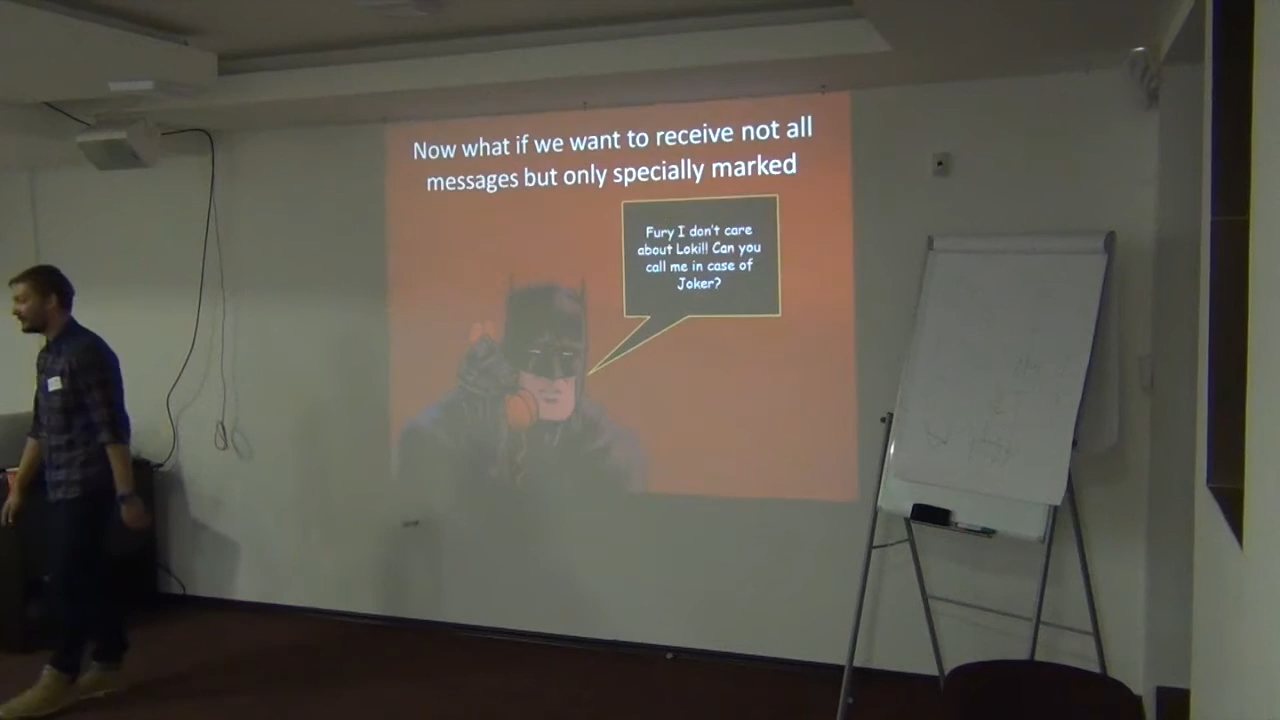 Now what if we want to receive not all
messages but only specially marked
Fury I don't care
about Loki!! Can you
call me in case of
Joker?